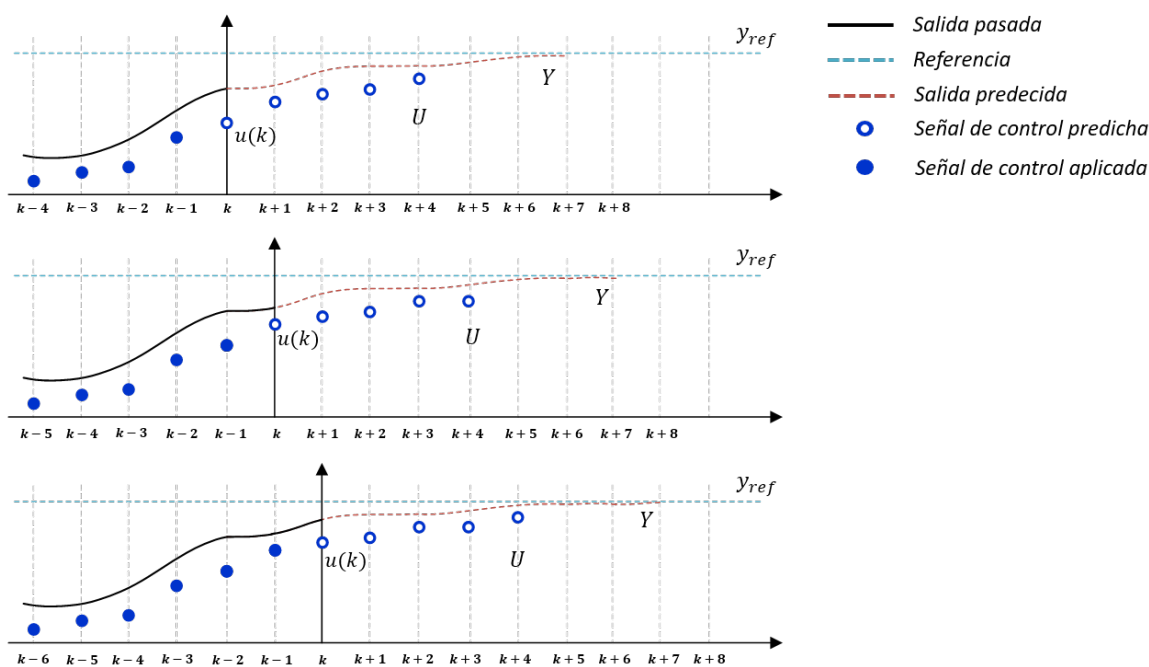 y_ref
Y
U
u(k)
k−4 k−3 k−2 k−1 k k+1 k+2 k+3 k+4 k+5 k+6 k+7 k+8
Salida pasada
Referencia
Salida predecida
Señal de control predicha
Señal de control aplicada
y_ref
Y
U
u(k)
k−5 k−4 k−3 k−2 k−1 k k+1 k+2 k+3 k+4 k+5 k+6 k+7 k+8
y_ref
Y
U
u(k)
k−6 k−5 k−4 k−3 k−2 k−1 k k+1 k+2 k+3 k+4 k+5 k+6 k+7 k+8